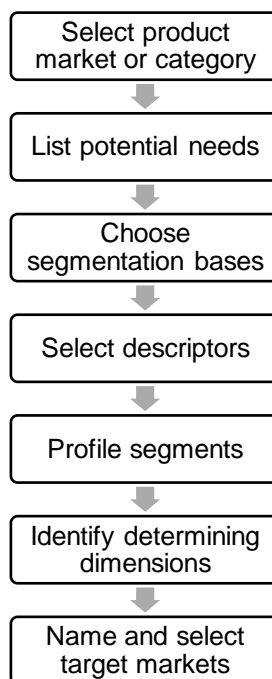 Select product
market or category
List potential needs
Choose
segmentation bases
Select descriptors
Profile segments
Identify determining
dimensions
Name and select
target markets